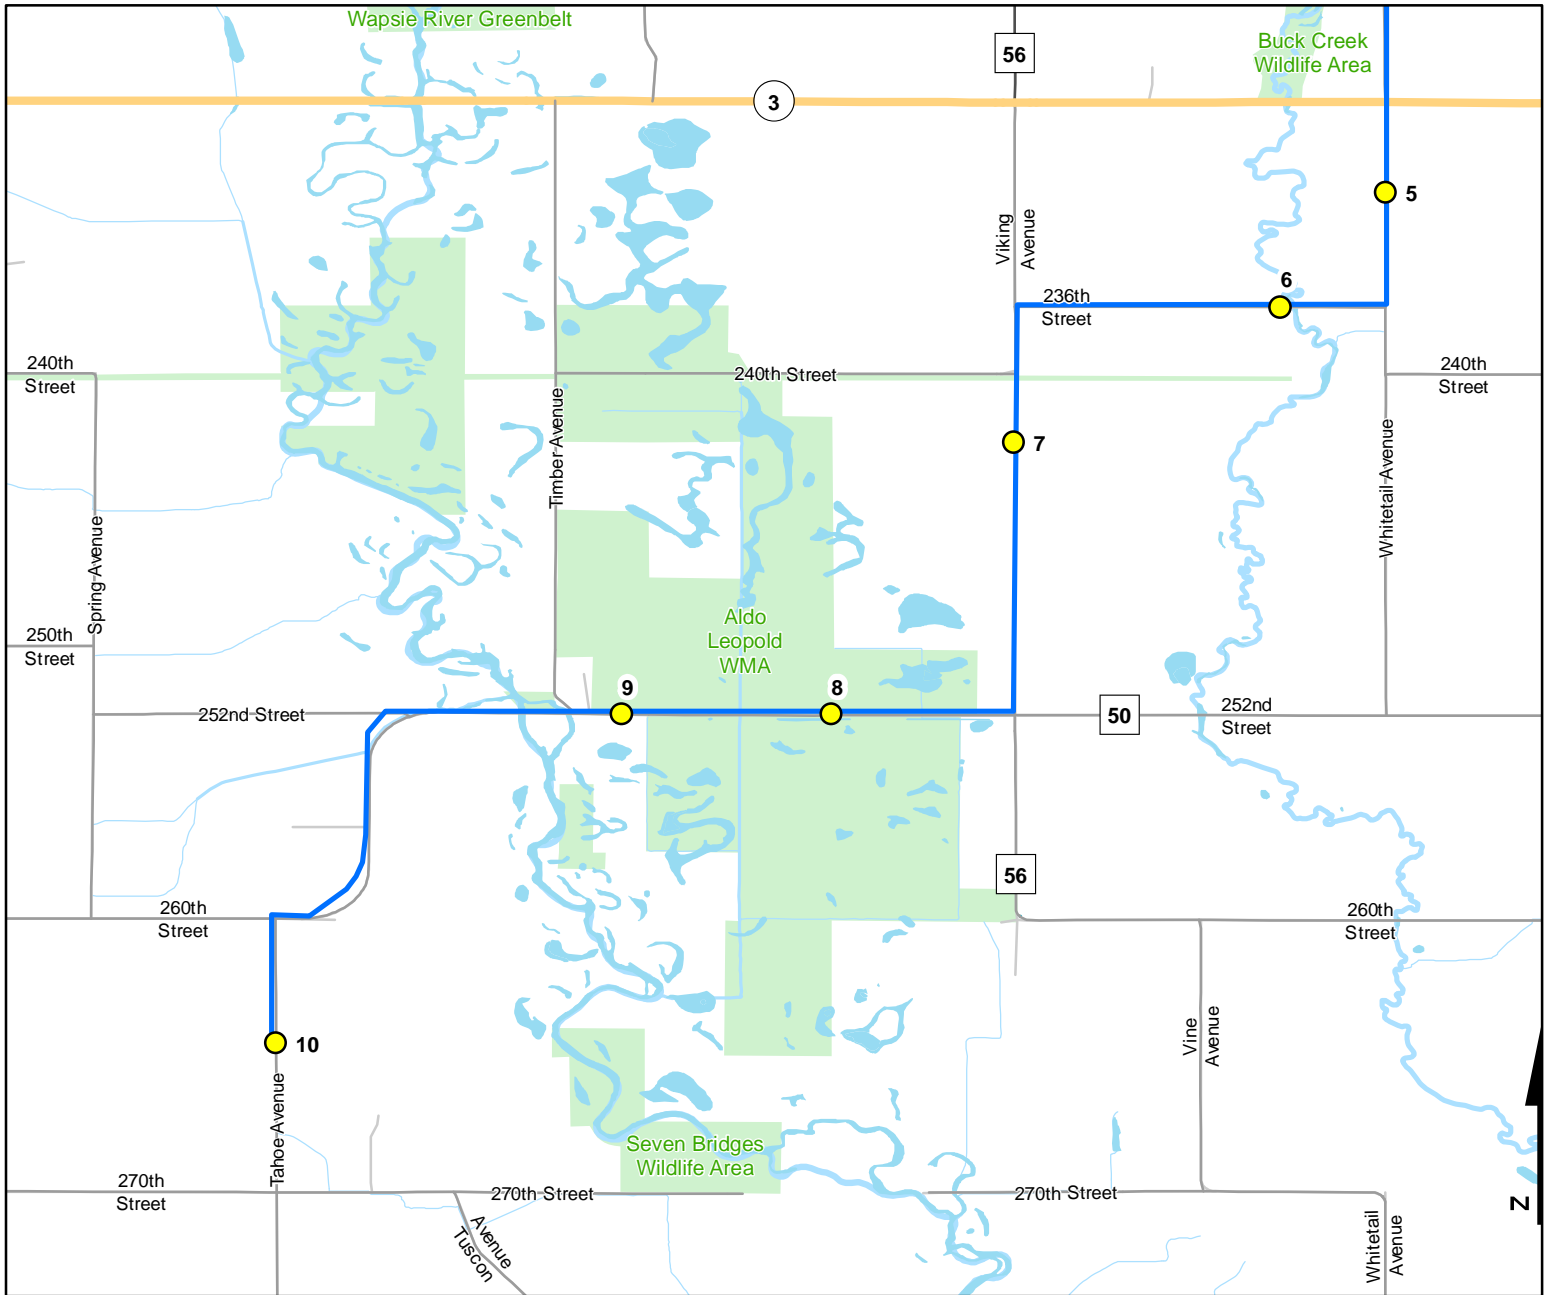 Wapsie River Greenbelt
56
Buck Creek
Wildlife Area
3
5
Viking
Avenue
6
236th
Street
240th
Street
240th Street
240th
Street
Timber Avenue
7
Whitetail Avenue
Spring Avenue
250th
Street
Aldo
Leopold
WMA
9
8
252nd Street
50
252nd
Street
56
260th
Street
260th
Street
10
Vine
Avenue
Tahoe Avenue
Seven Bridges
Wildlife Area
270th
Street
270th Street
270th Street
N
Avenue
Tuscon
Whitetail
Avenue